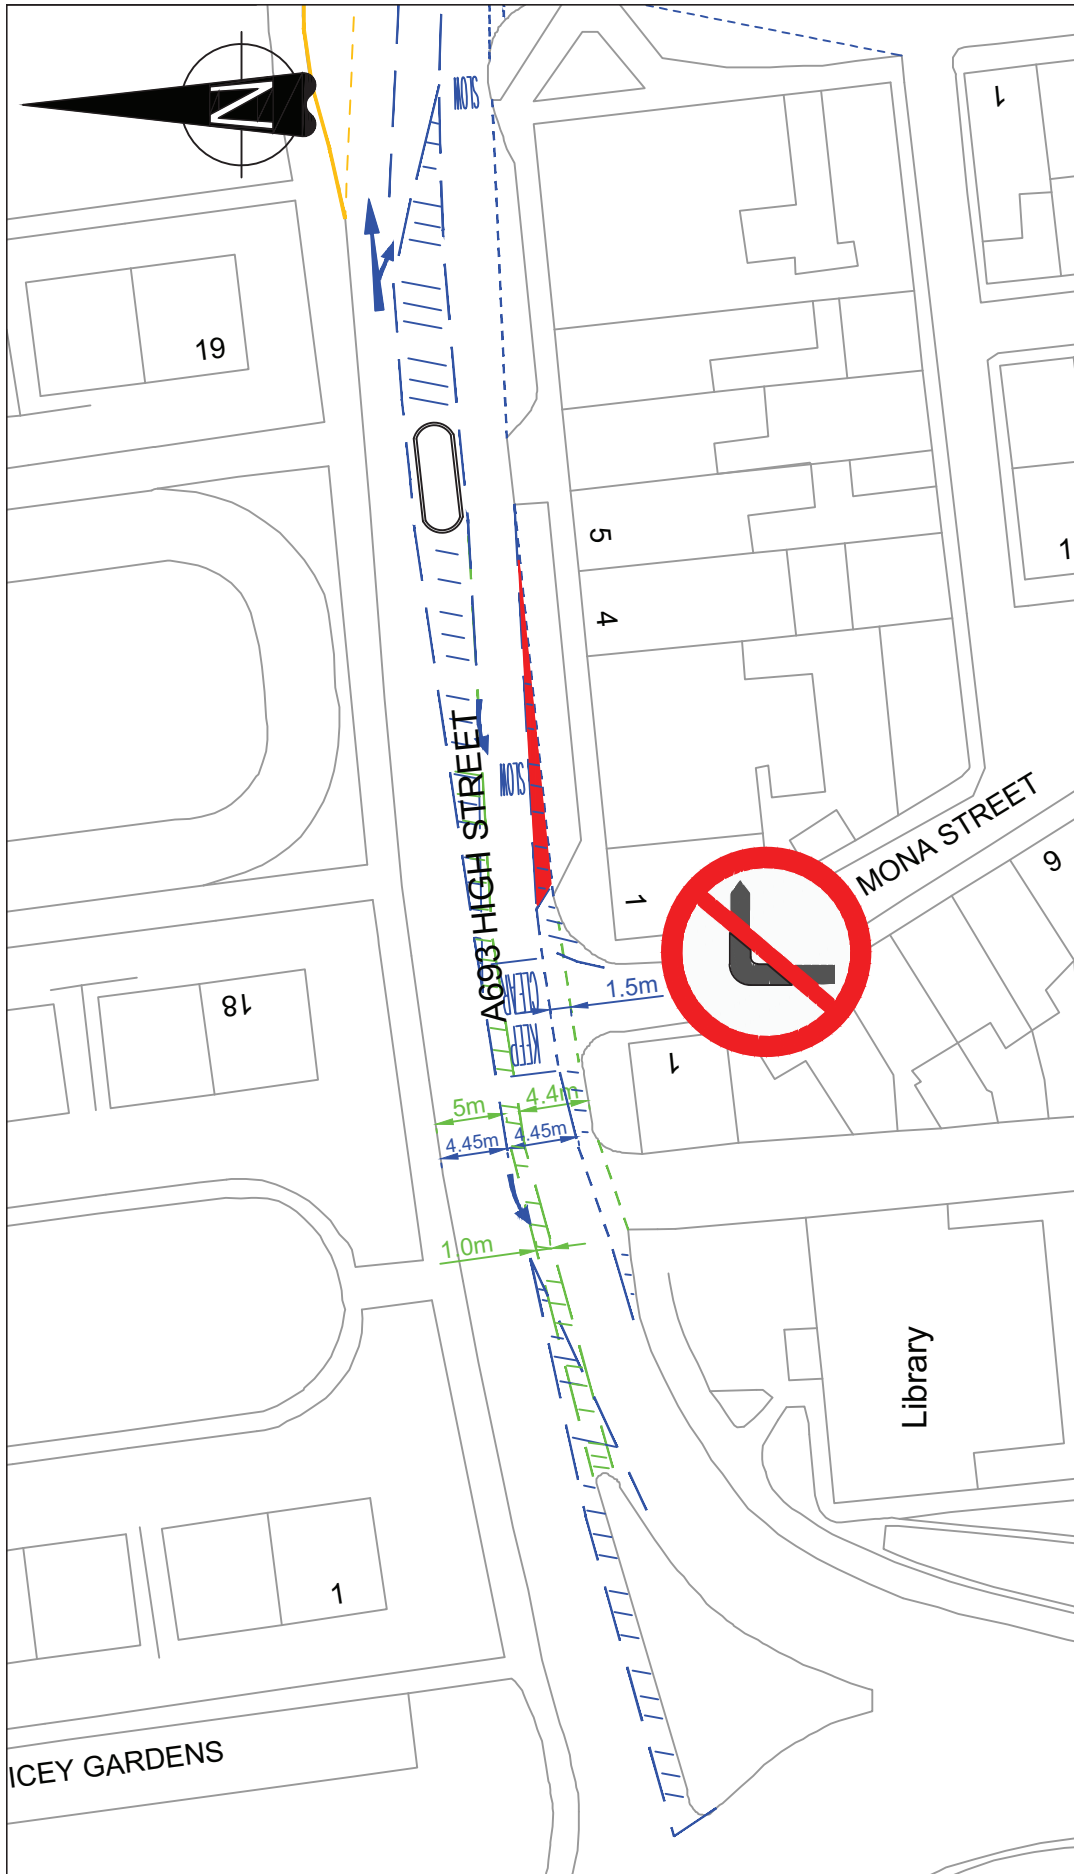 N
SLOW
1
19
5
1
4
A693 HIGH STREET
SLOW
MONA STREET
9
1
18
CLEAR
KEEP
1.5m
1
5m
4.4m
4.45m
4.45m
1.0m
Library
1
ICEY GARDENS